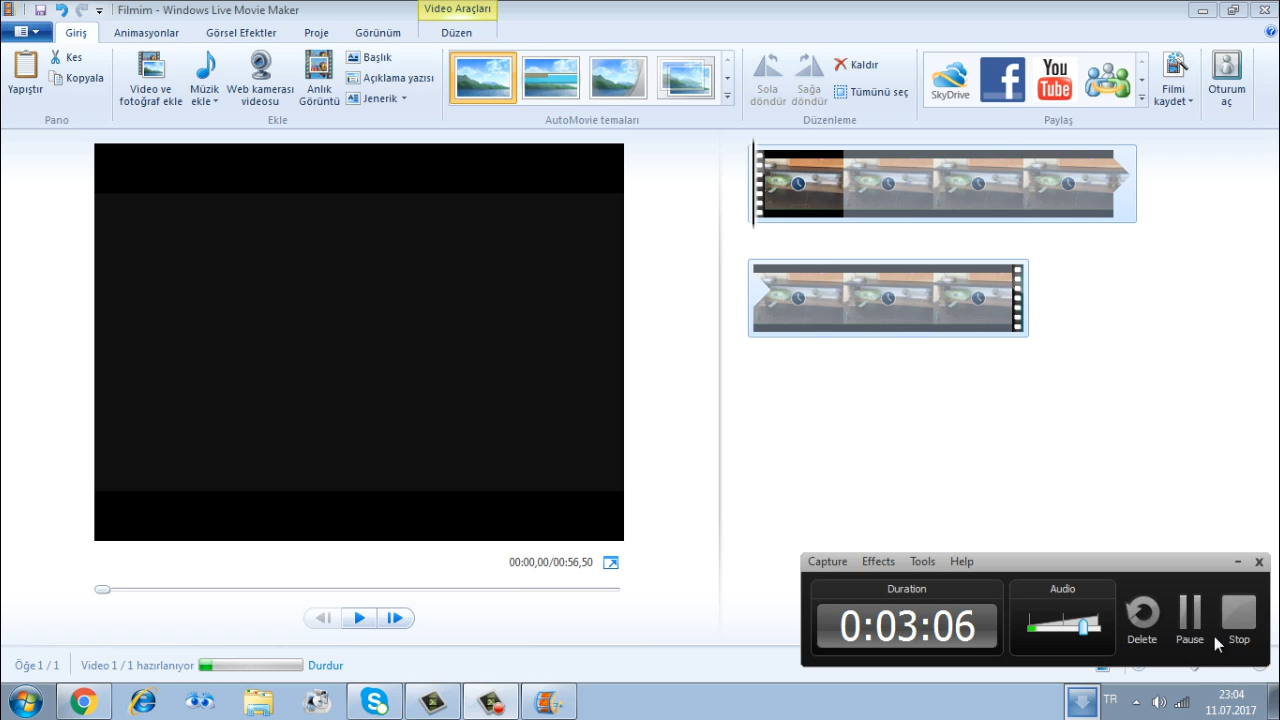 Filmim - Windows Live Movie Maker
Video Araçları
Giriş
Animasyonlar
Görsel Efektler
Proje
Görünüm
Düzen
Yapıştır
Kes
Kopyala
Pano
Video ve
fotoğraf ekle
Müzik
ekle
Web kamerası
videosu
Anlık
Görüntü
Başlık
Açıklama yazısı
Jenerik
Ekle
AutoMovie temaları
Sola
döndür
Sağa
döndür
Kaldır
Tümünü seç
Düzenleme
SkyDrive
f
You
Tube
Paylaş
Filmi
kaydet
Oturum
aç
00:00,00/00:56,50
Capture Effects Tools Help
Duration
0:03:06
Audio
Delete
Pause
Stop
Öğe 1 / 1
Video 1 / 1 hazırlanıyor
Durdur
TR
23:04
11.07.2017